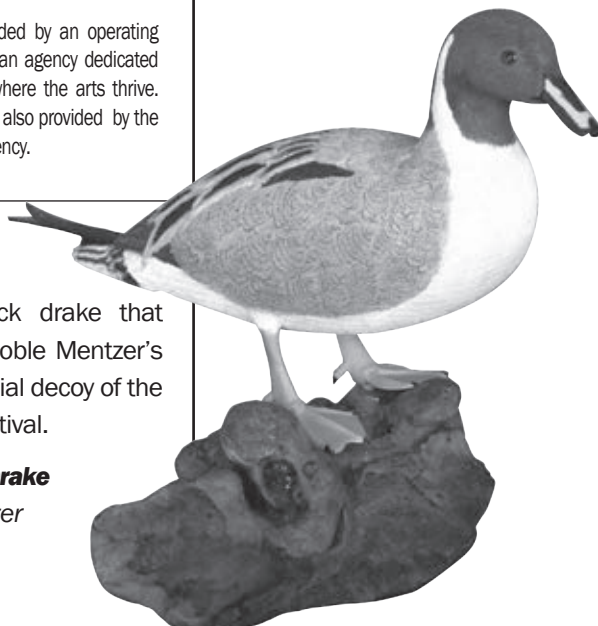 ded by an operating
an agency dedicated
where the arts thrive.
also provided by the
ency.
ck drake that
oble Mentzer's
ial decoy of the
tival.
rake
er